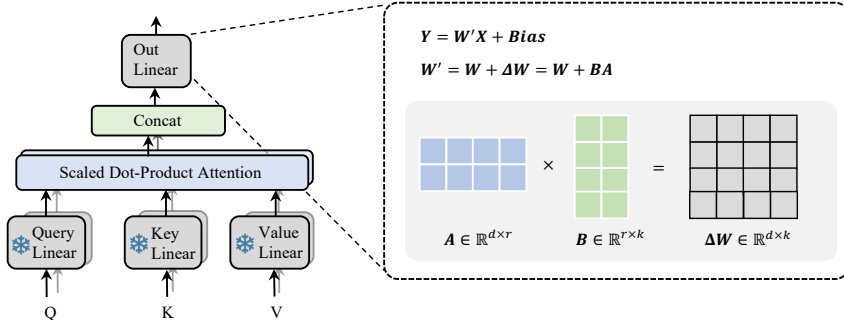 Out
Linear
Concat
Scaled Dot-Product Attention
Query
Linear
Key
Linear
Value
Linear
Q
K
V
Y = W'X + Bias
W' = W + ΔW = W + BA
× =
A ∈ ℝ^{d×r}
B ∈ ℝ^{r×k}
ΔW ∈ ℝ^{d×k}